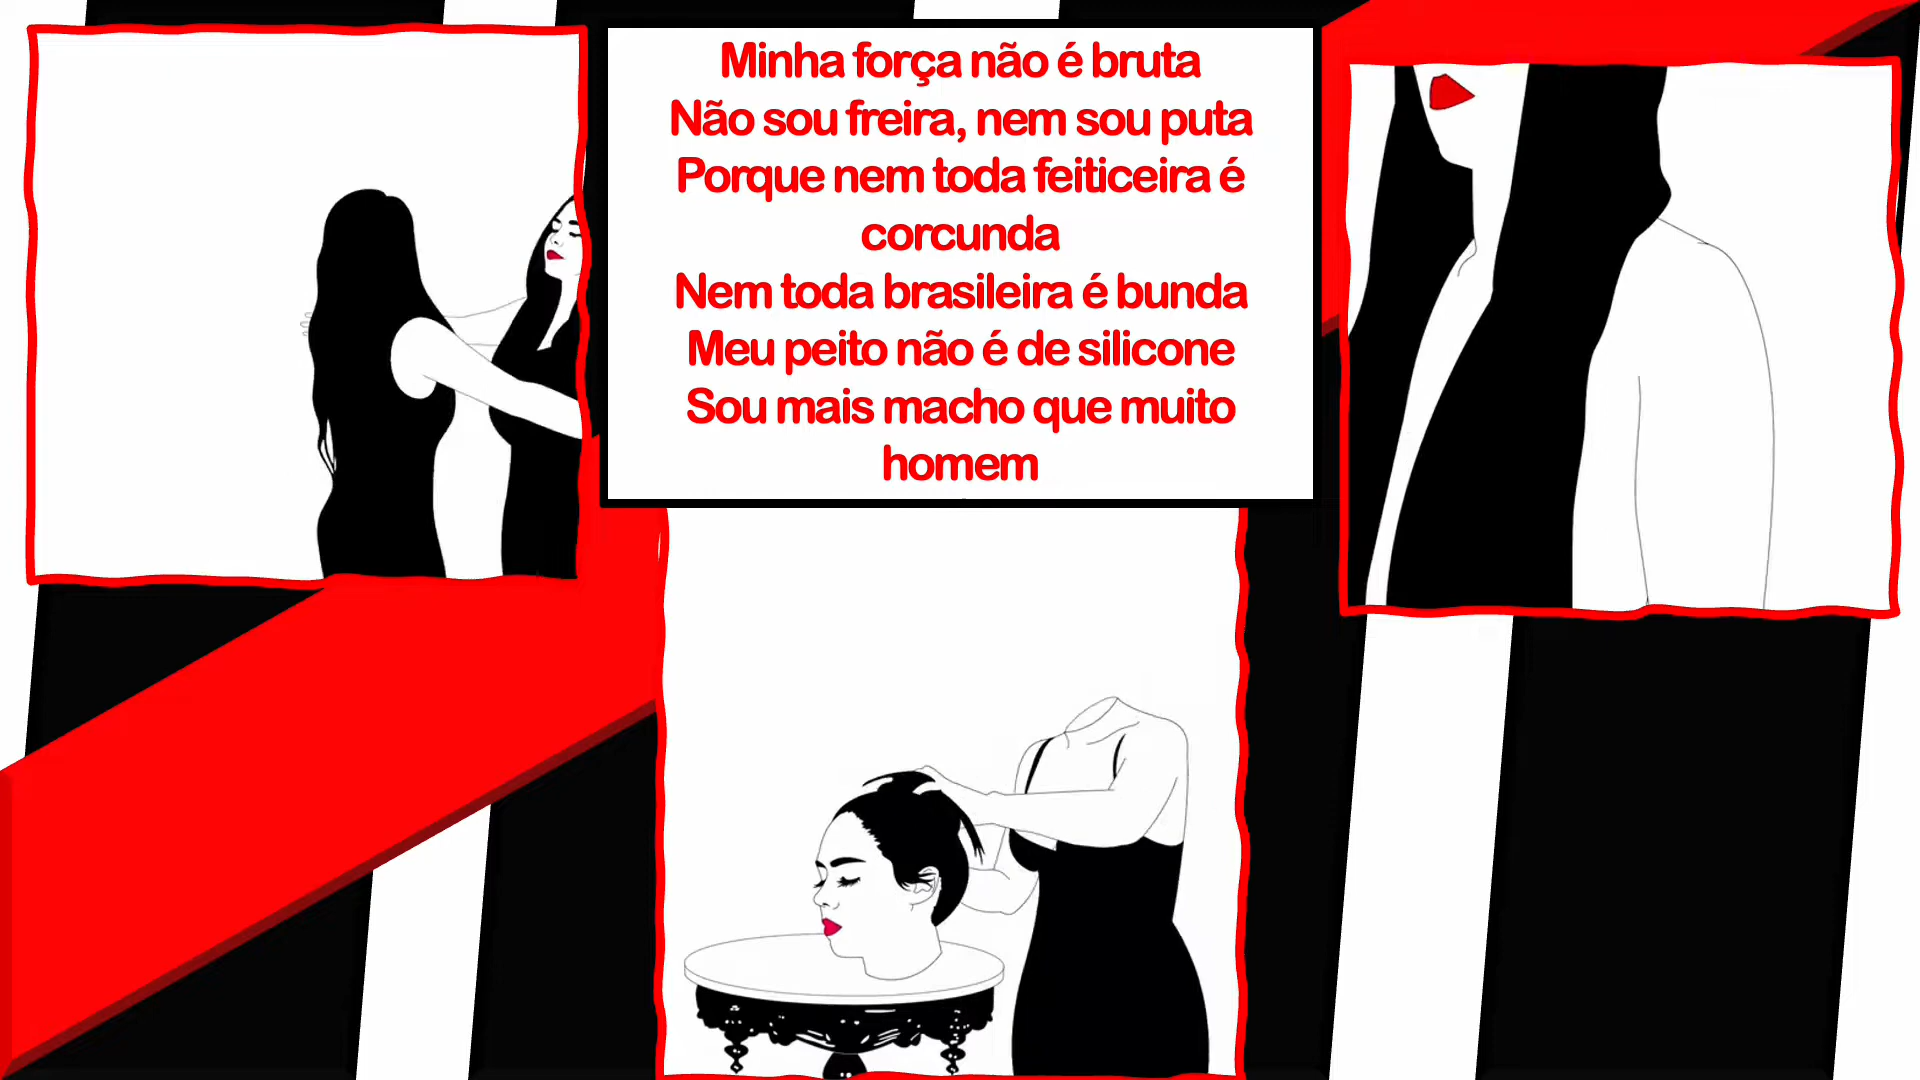 Minha força não é bruta
Não sou freira, nem sou puta
Porque nem toda feiticeira é
corcunda
Nem toda brasileira é bunda
Meu peito não é de silicone
Sou mais macho que muito
homem